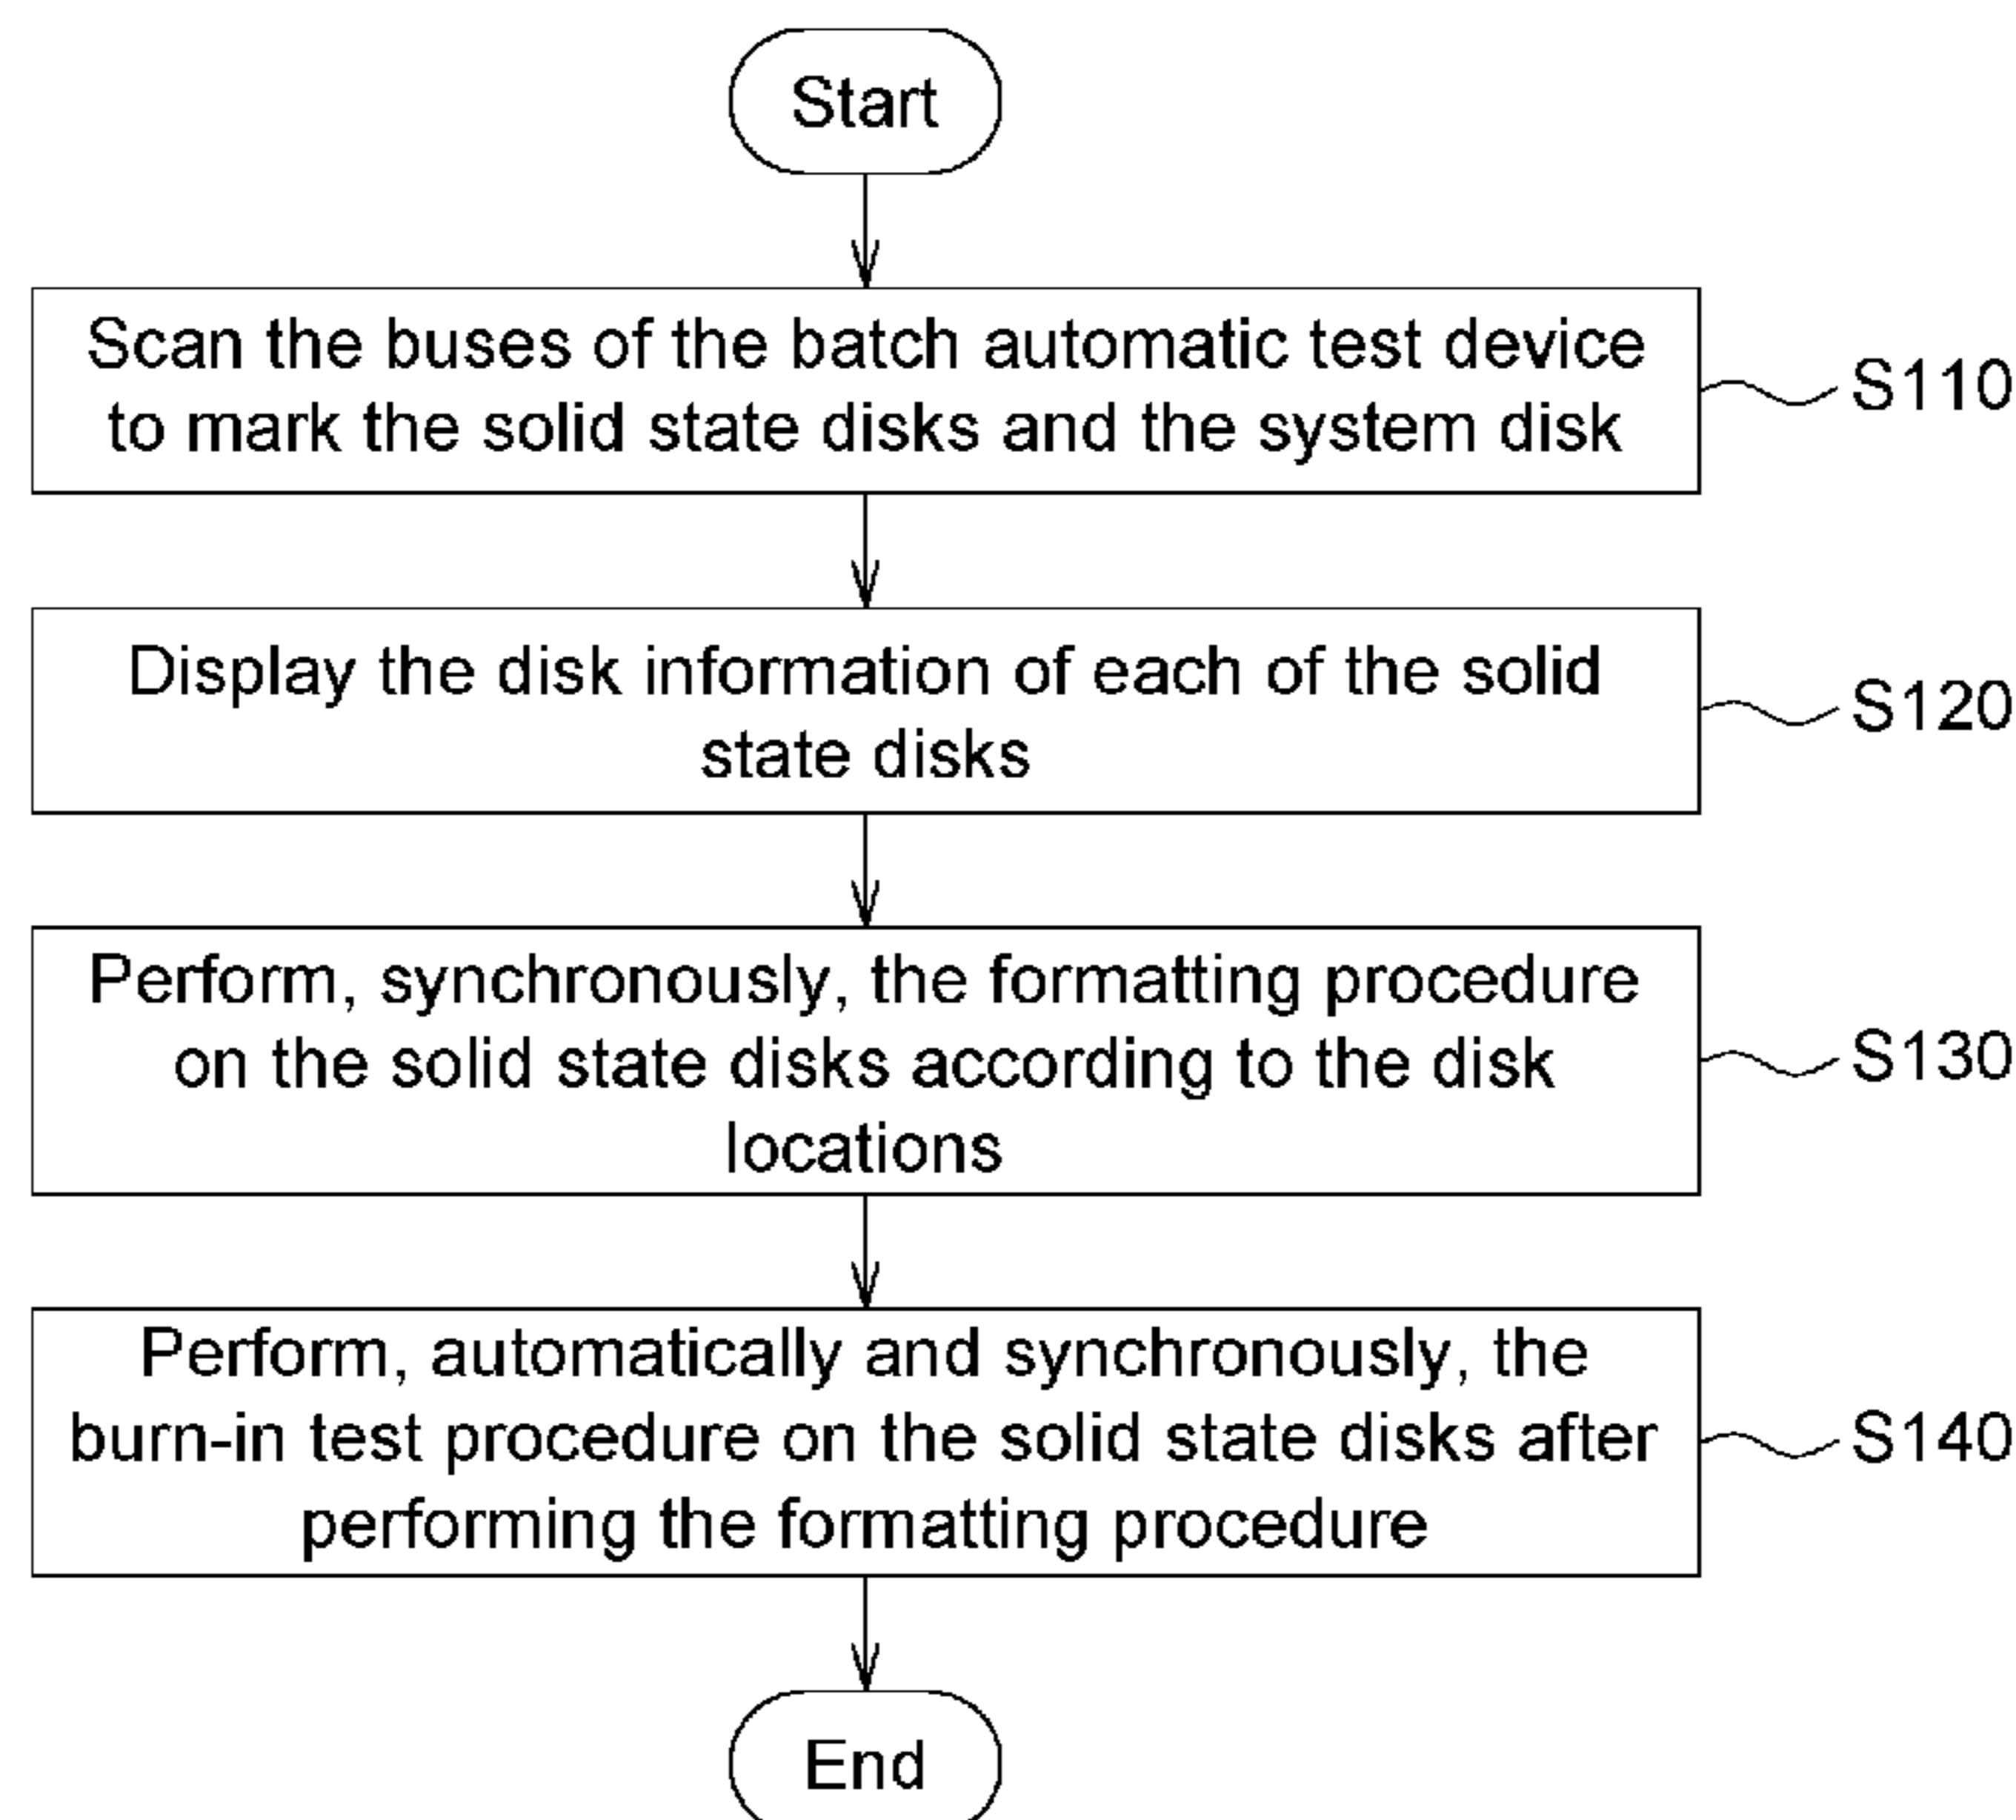 Start
Scan the buses of the batch automatic test device
to mark the solid state disks and the system disk
S110
Display the disk information of each of the solid
state disks
S120
Perform, synchronously, the formatting procedure
on the solid state disks according to the disk
locations
S130
Perform, automatically and synchronously, the
burn-in test procedure on the solid state disks after
performing the formatting procedure
S140
End